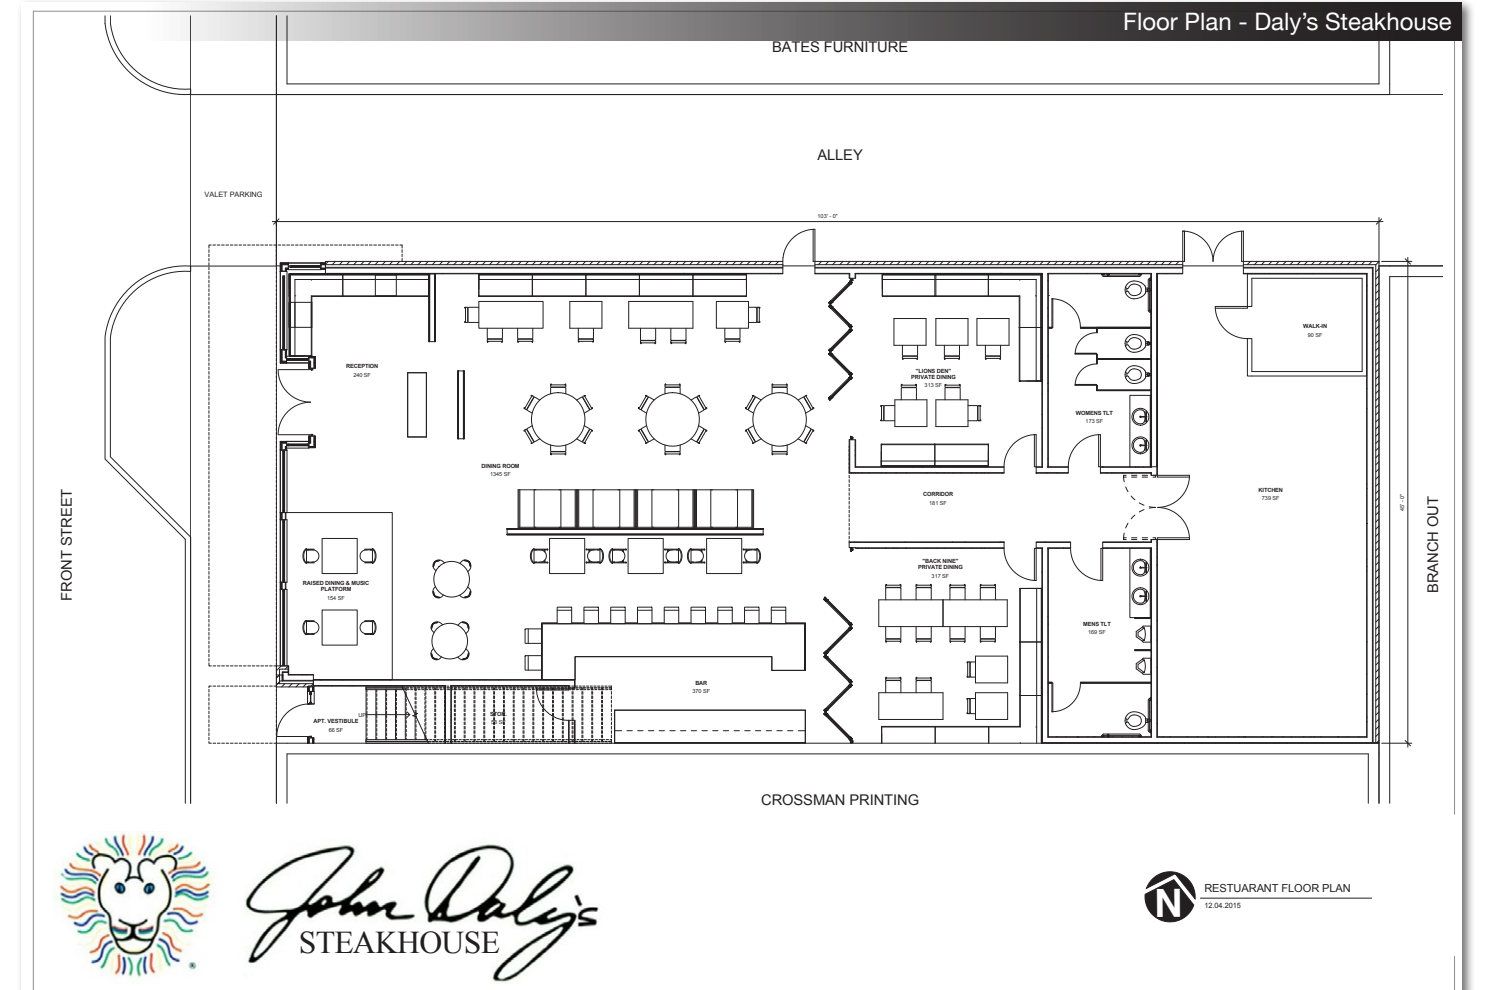 Floor Plan - Daly's Steakhouse
BATES FURNITURE
ALLEY
VALET PARKING
103' - 0"
WALK-IN
90 SF
RECEPTION
240 SF
"LIONS DEN"
PRIVATE DINING
313 SF
WOMENS TLT
173 SF
DINING ROOM
1345 SF
CORRIDOR
181 SF
KITCHEN
739 SF
45' - 0"
FRONT STREET
BRANCH OUT
RAISED DINING & MUSIC
PLATFORM
154 SF
"BACK NINE"
PRIVATE DINING
317 SF
MENS TLT
169 SF
BAR
370 SF
UP
STOR.
APT. VESTIBULE
66 SF
CROSSMAN PRINTING
John Daly's
STEAKHOUSE
®
N
RESTUARANT FLOOR PLAN
12.04.2015